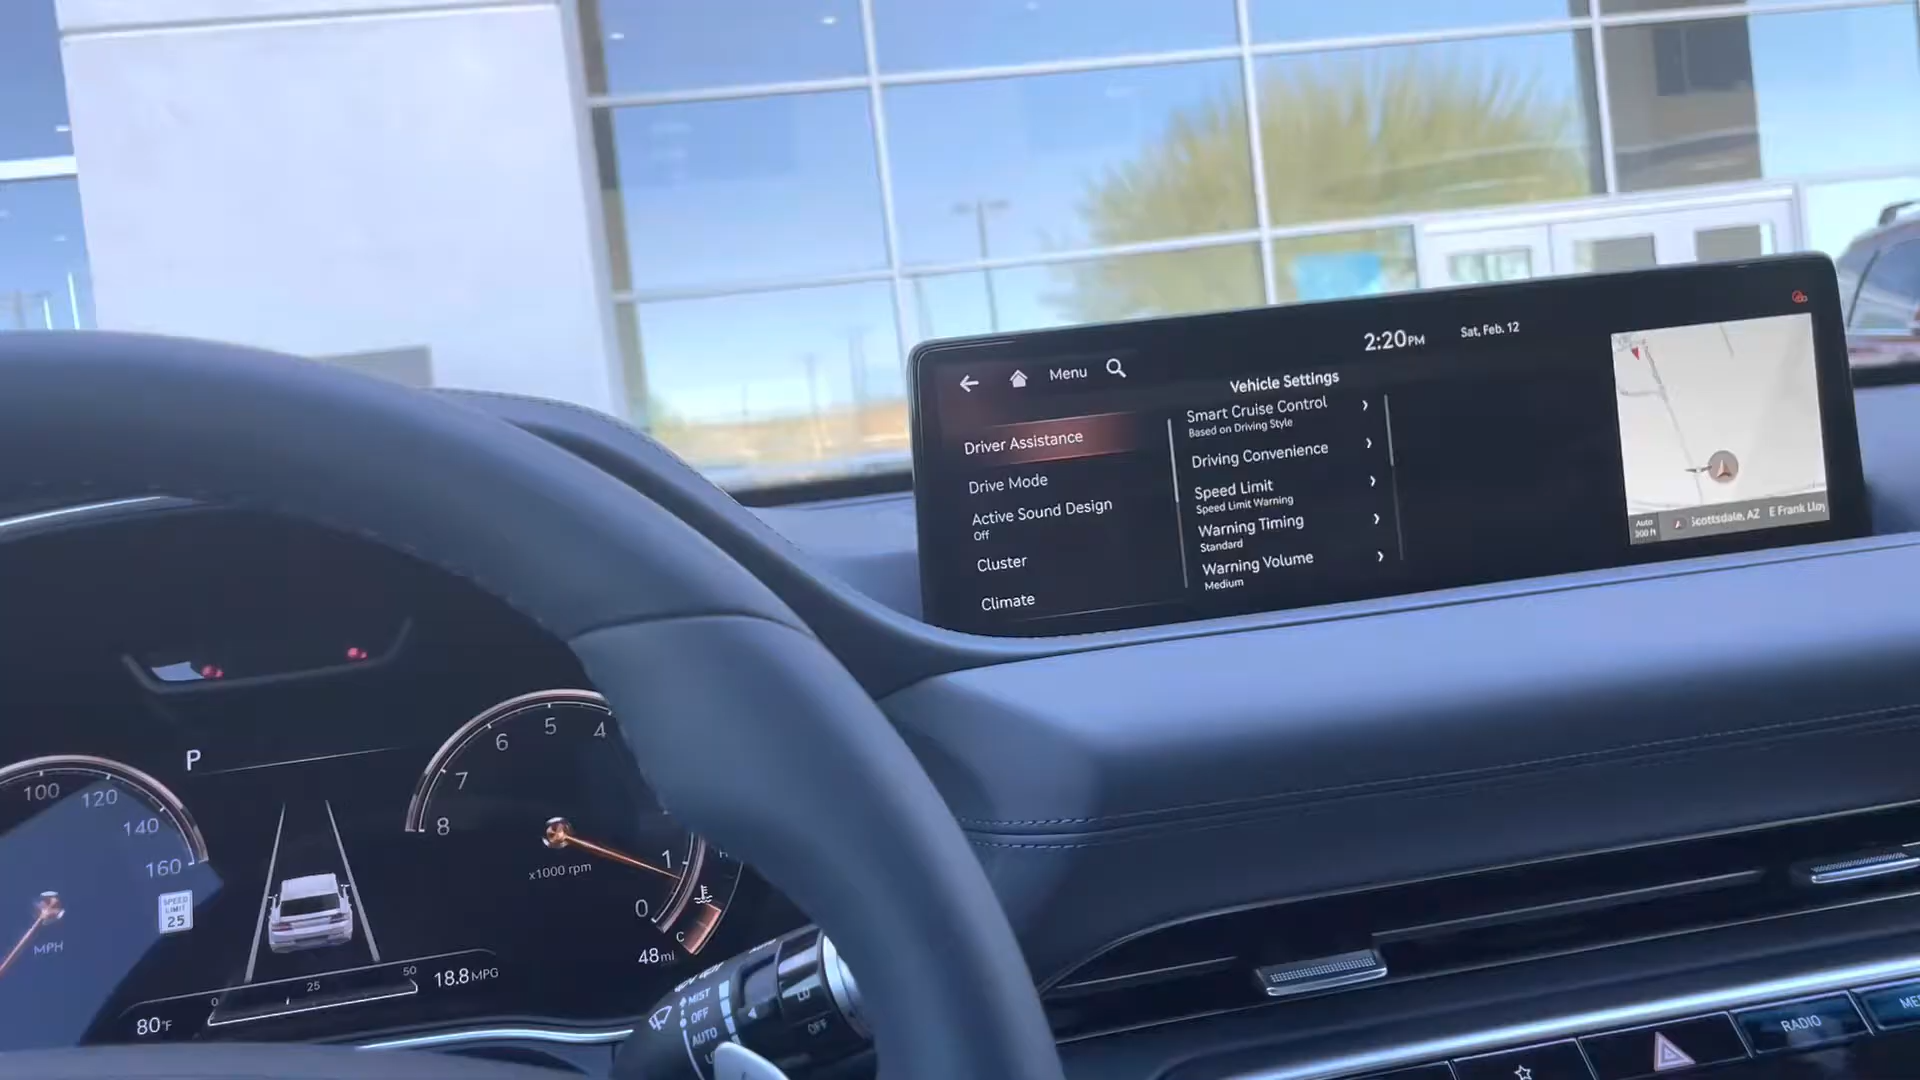 2:20PM
Sat, Feb. 12
Menu
Vehicle Settings
Driver Assistance
Drive Mode
Active Sound Design
Off
Cluster
Climate
Smart Cruise Control
Based on Driving Style
Driving Convenience
Speed Limit
Speed Limit Warning
Warning Timing
Standard
Warning Volume
Medium
Auto
Scottsdale, AZ E Frank Lloy
P
100
120
140
160
MPH
SPEED
LIMIT
25
8
7
6
5
4
1
0
x1000 rpm
H
C
48mi
0
25
50
18.8 MPG
80°F
MIST
OFF
AUTO
OFF
RADIO